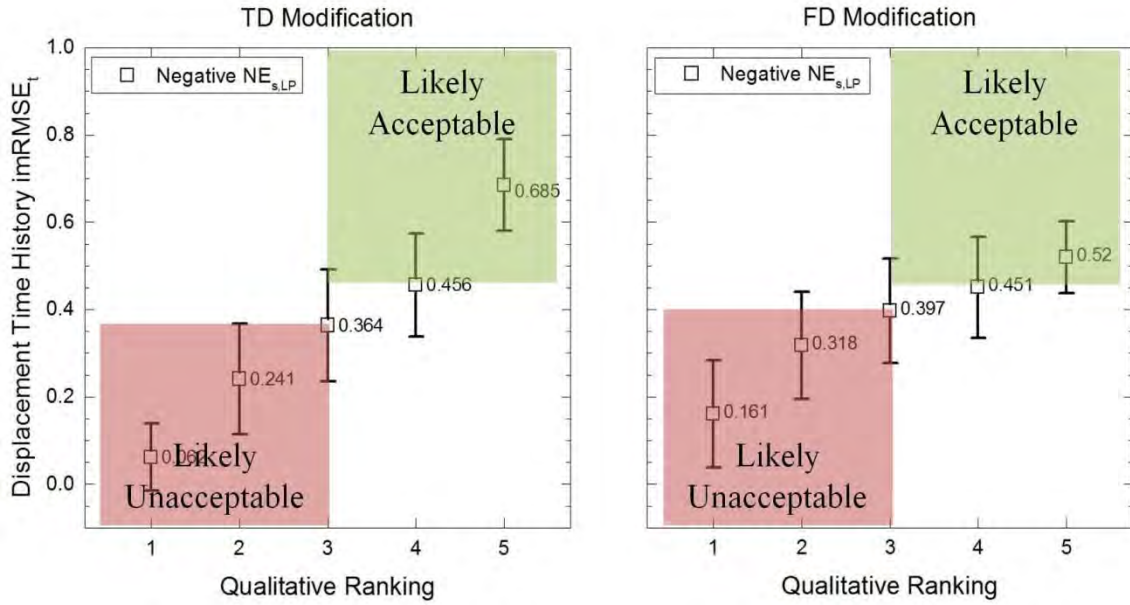 TD Modification
FD Modification
Displacement Time History imRMSE_t
1.0
0.8
0.6
0.4
0.2
0.0
Negative NE_s,LP
Likely
Acceptable
0.685
0.456
0.364
0.241
0.062
Likely
Unacceptable
1 2 3 4 5
Qualitative Ranking
Negative NE_s,LP
Likely
Acceptable
0.52
0.451
0.397
0.318
0.161
Likely
Unacceptable
1 2 3 4 5
Qualitative Ranking